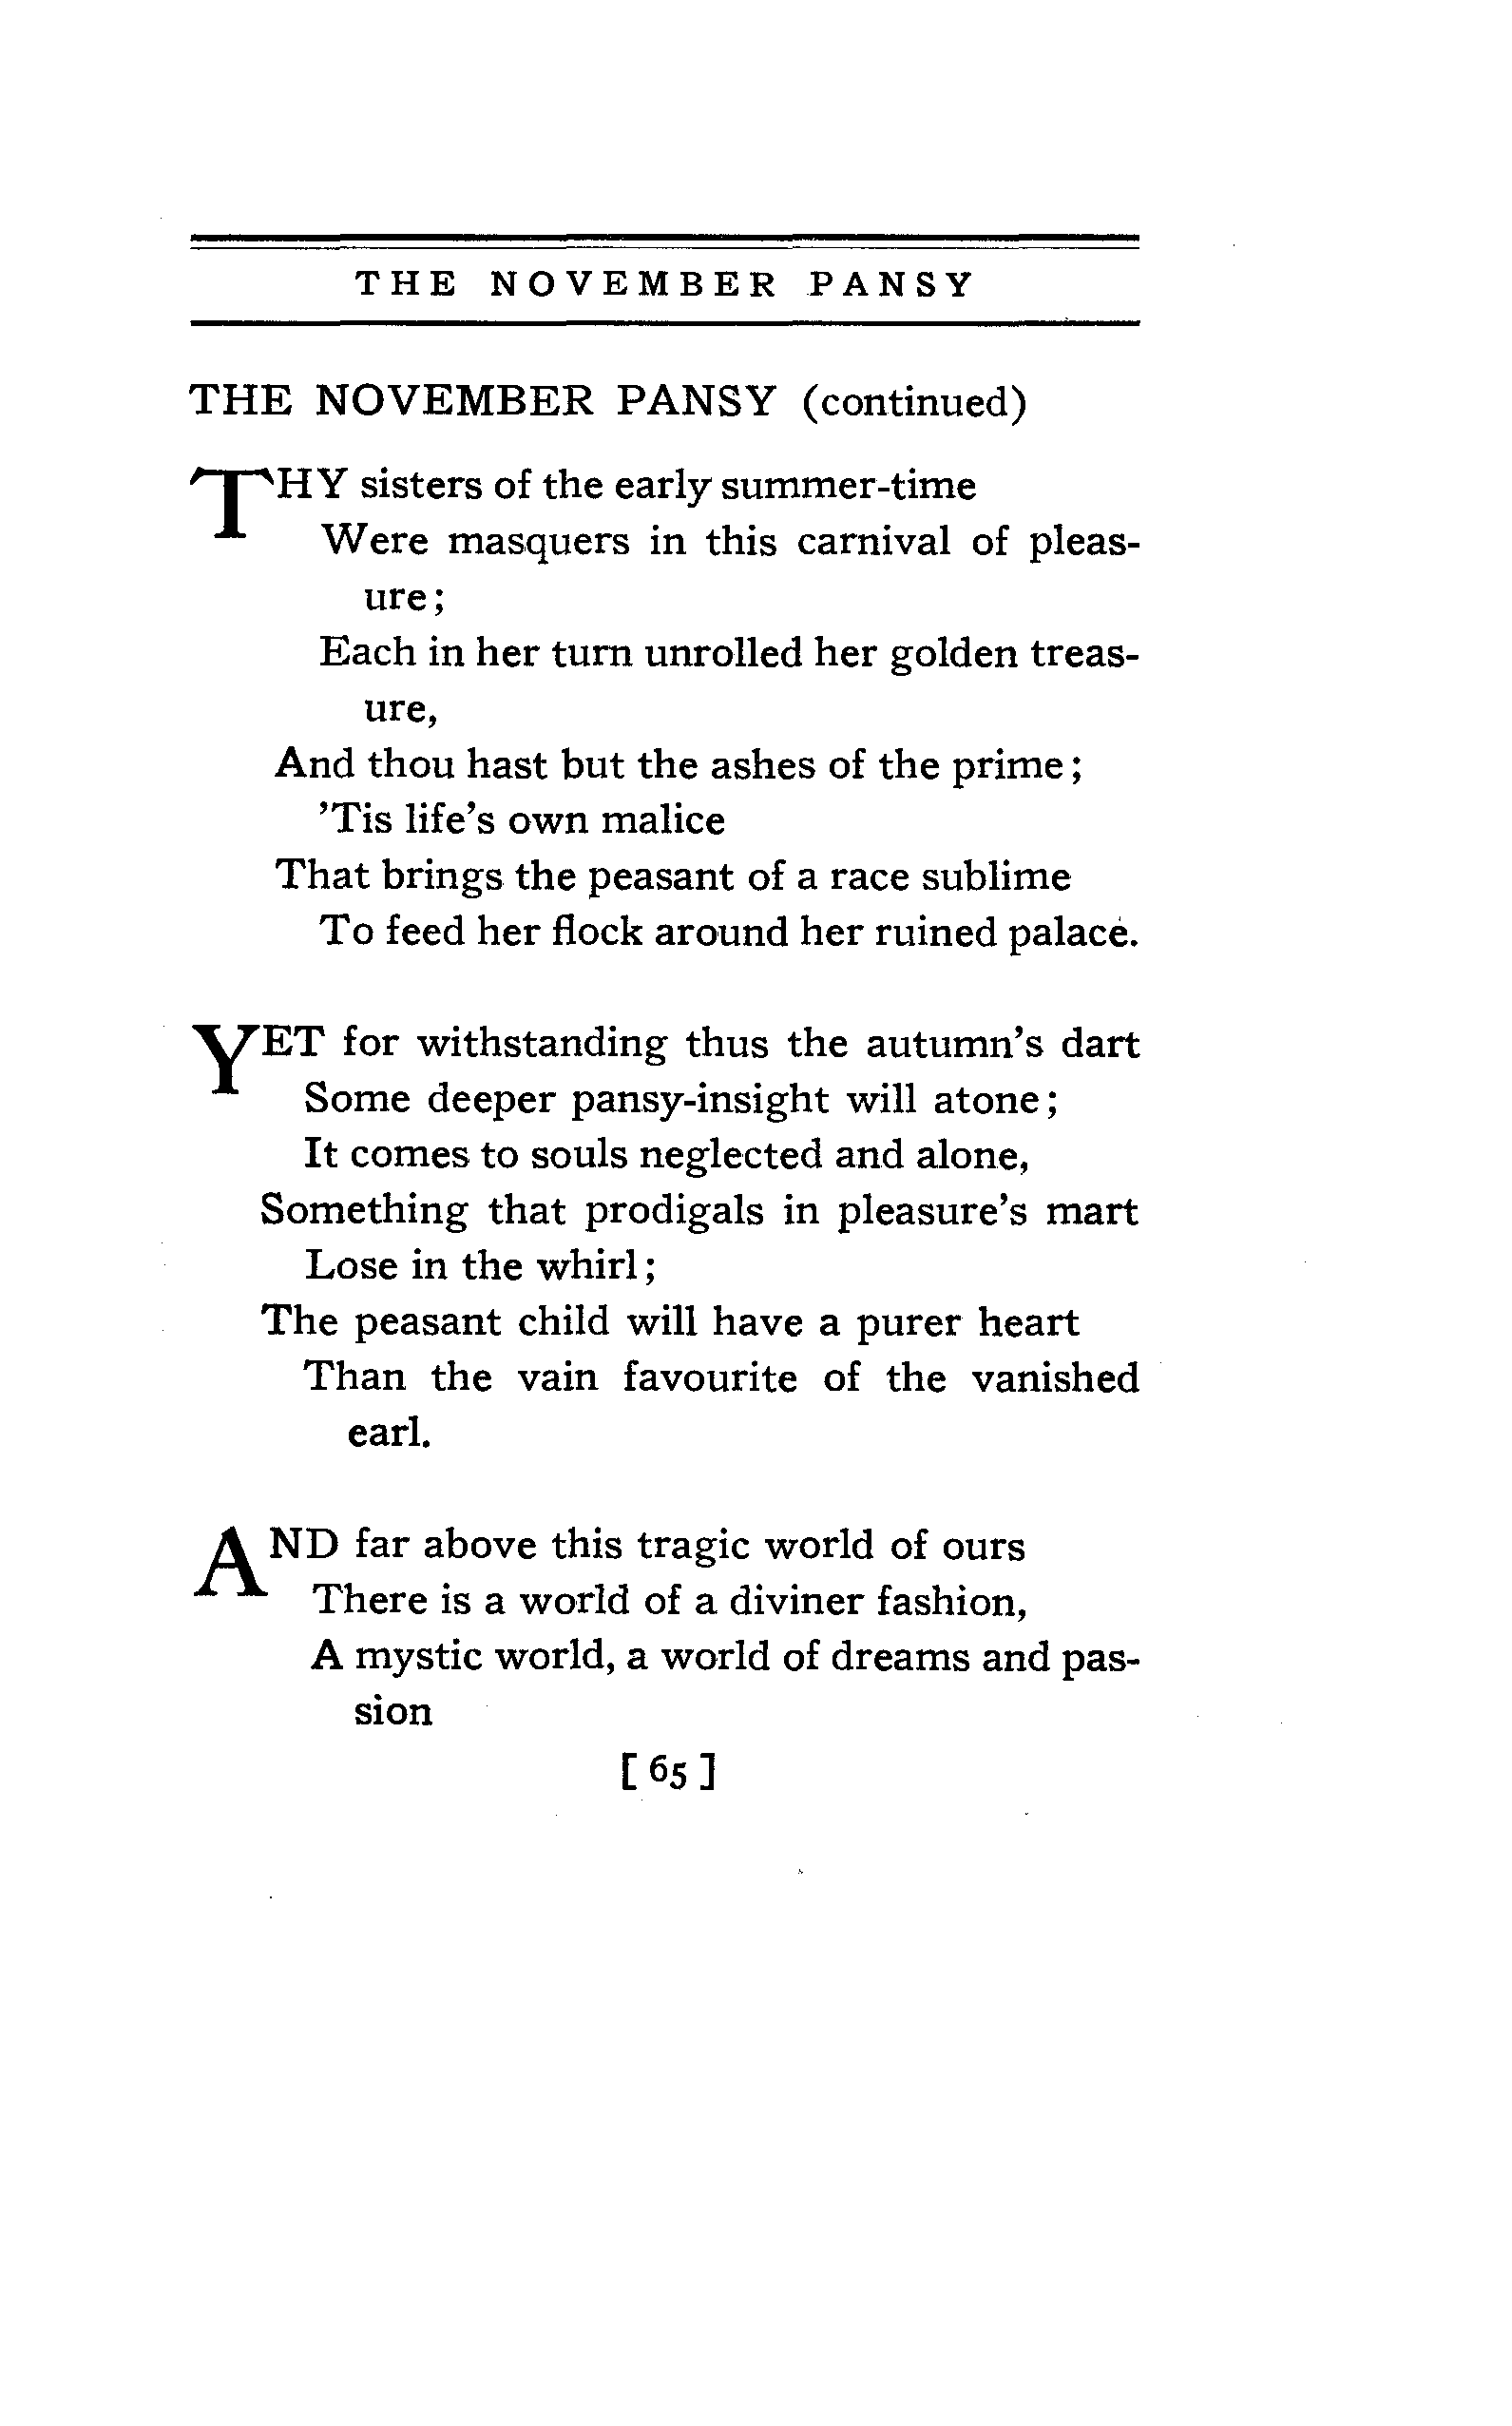 THE NOVEMBER PANSY
THE NOVEMBER PANSY (continued)
THY sisters of the early summer-time
Were masquers in this carnival of pleas-
ure;
Each in her turn unrolled her golden treas-
ure,
And thou hast but the ashes of the prime;
'Tis life's own malice
That brings the peasant of a race sublime
To feed her flock around her ruined palace.
YET for withstanding thus the autumn's dart
Some deeper pansy-insight will atone;
It comes to souls neglected and alone,
Something that prodigals in pleasure's mart
Lose in the whirl;
The peasant child will have a purer heart
Than the vain favourite of the vanished
earl.
AND far above this tragic world of ours
There is a world of a diviner fashion,
A mystic world, a world of dreams and pas-
sion
[65]